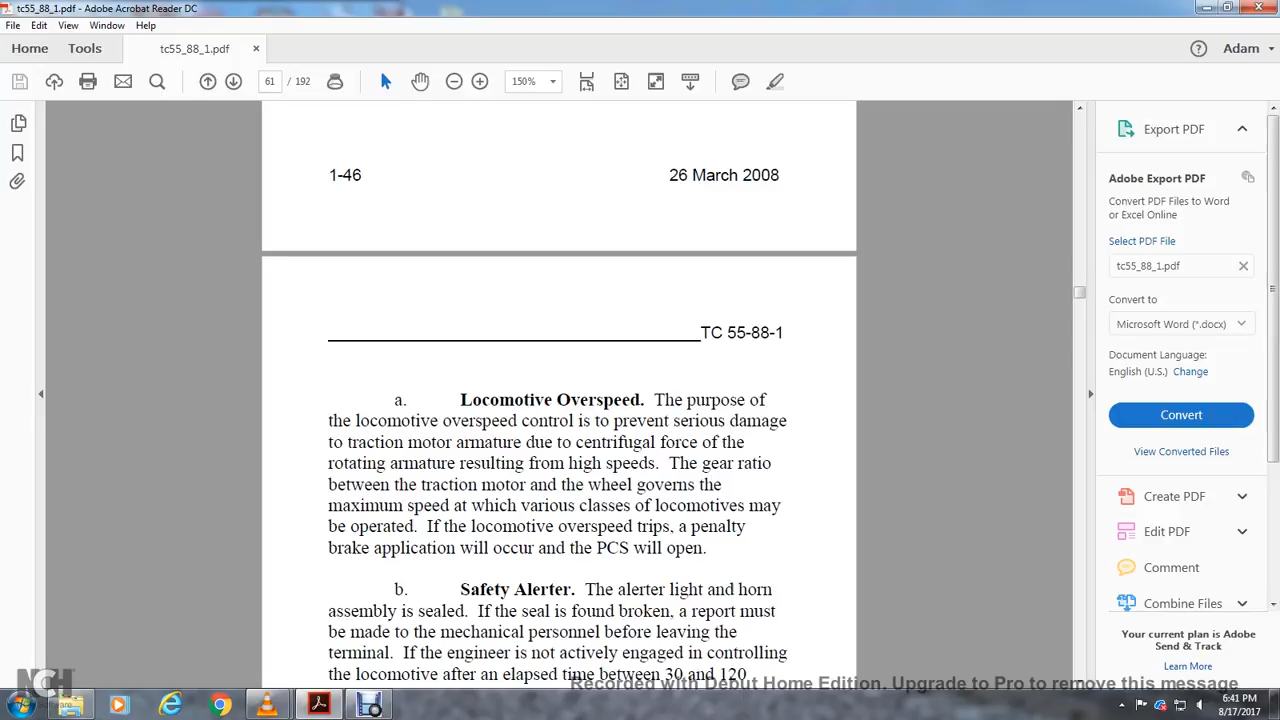 tc55_88_1.pdf - Adobe Acrobat Reader DC
File Edit View Window Help
Home Tools tc55_88_1.pdf × Adam
61 / 192 150%
1-46 26 March 2008
TC 55-88-1
a. Locomotive Overspeed. The purpose of
the locomotive overspeed control is to prevent serious damage
to traction motor armature due to centrifugal force of the
rotating armature resulting from high speeds. The gear ratio
between the traction motor and the wheel governs the
maximum speed at which various classes of locomotives may
be operated. If the locomotive overspeed trips, a penalty
brake application will occur and the PCS will open.
b. Safety Alerter. The alerter light and horn
assembly is sealed. If the seal is found broken, a report must
be made to the mechanical personnel before leaving the
terminal. If the engineer is not actively engaged in controlling
the locomotive after an elapsed time between 30 and 120
Export PDF
Adobe Export PDF
Convert PDF Files to Word
or Excel Online
Select PDF File
tc55_88_1.pdf
Convert to
Microsoft Word (*.docx)
Document Language:
English (U.S.) Change
Convert
View Converted Files
Create PDF
Edit PDF
Comment
Combine Files
Your current plan is Adobe
Send & Track
Learn More
NCH
Software
Recorded with Debut Home Edition. Upgrade to Pro to remove this message
6:41 PM
8/17/2017